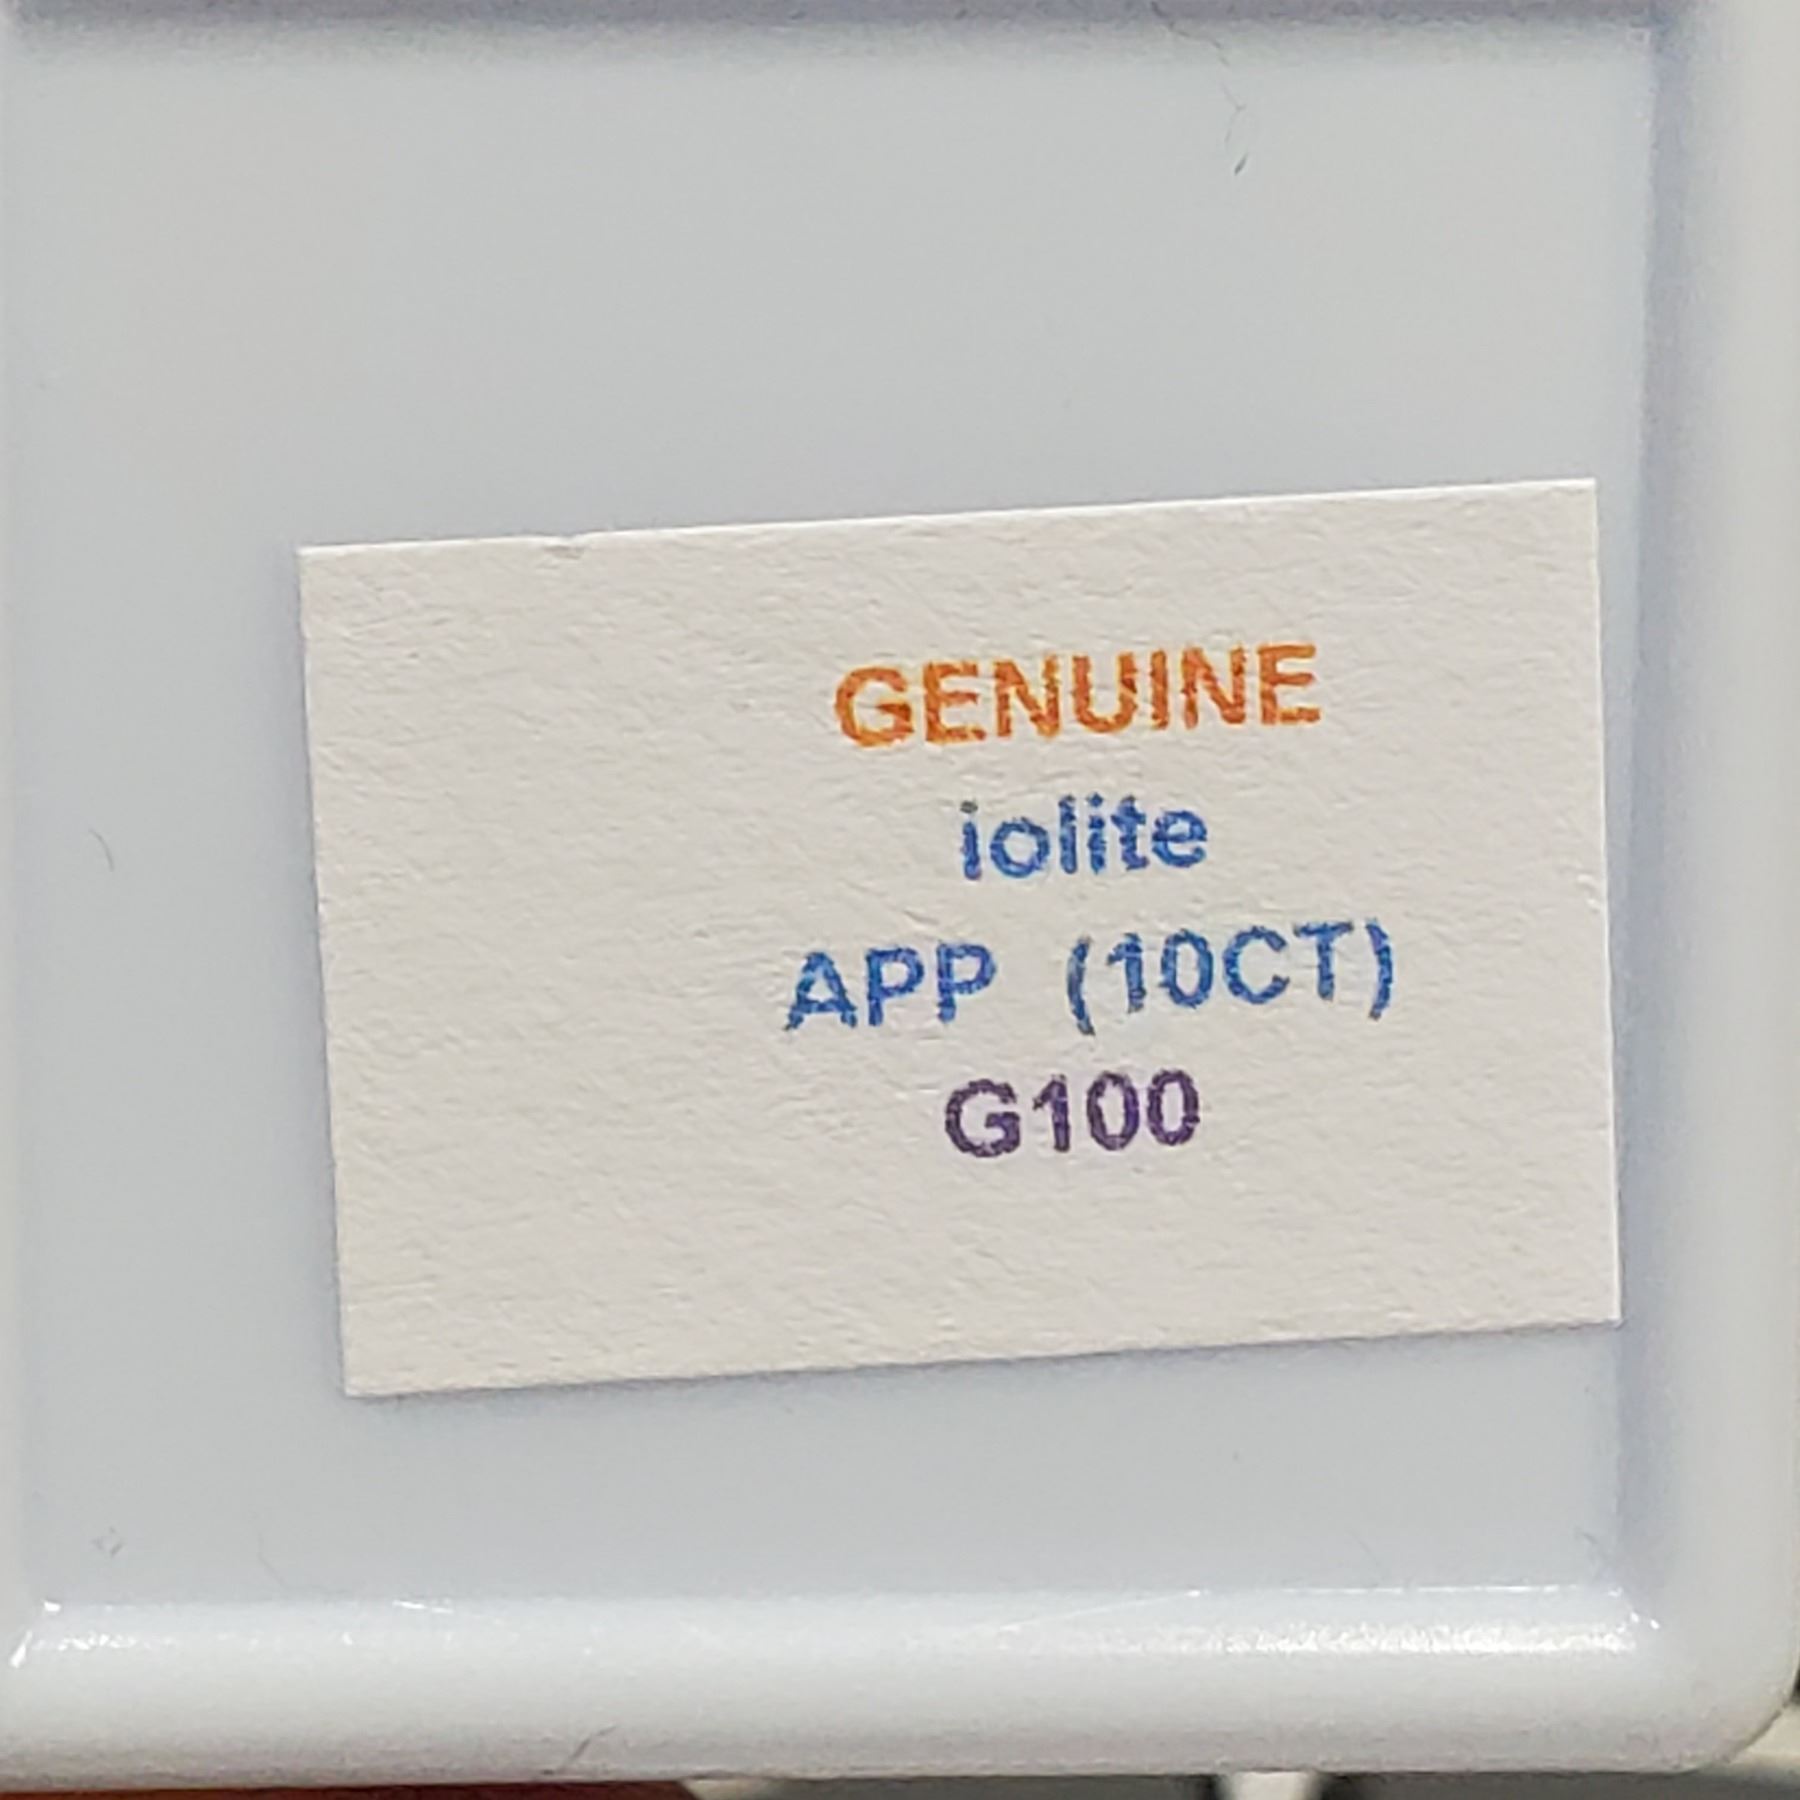 GENUINE
iolite
APP (10CT)
G100